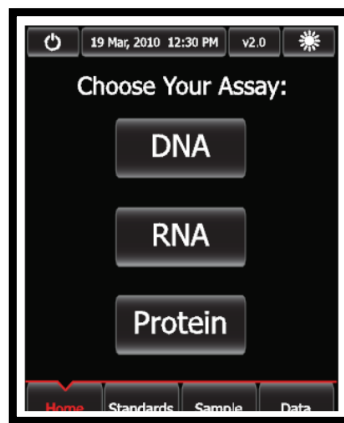 19 Mar, 2010 12:30 PM v2.0
Choose Your Assay:
DNA
RNA
Protein
Home Standards Sample Data